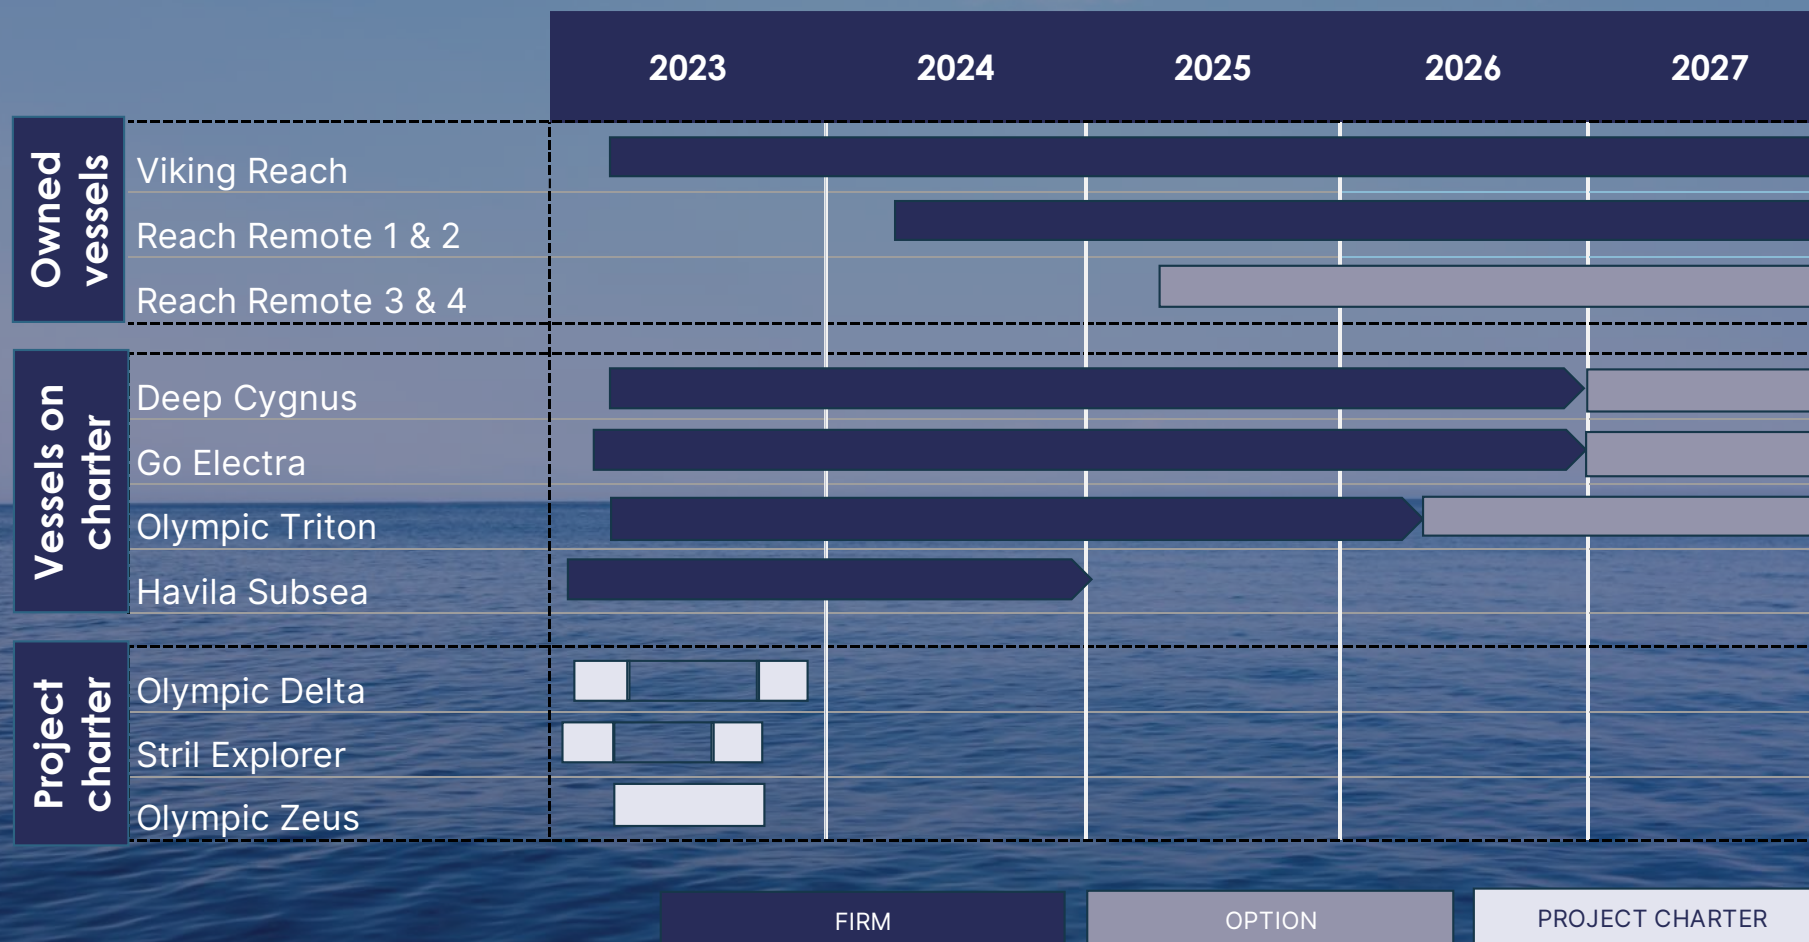 2023 2024 2025 2026 2027
Owned
vessels
Viking Reach
Reach Remote 1 & 2
Reach Remote 3 & 4
Vessels on
charter
Deep Cygnus
Go Electra
Olympic Triton
Havila Subsea
Project
charter
Olympic Delta
Stril Explorer
Olympic Zeus
FIRM OPTION PROJECT CHARTER